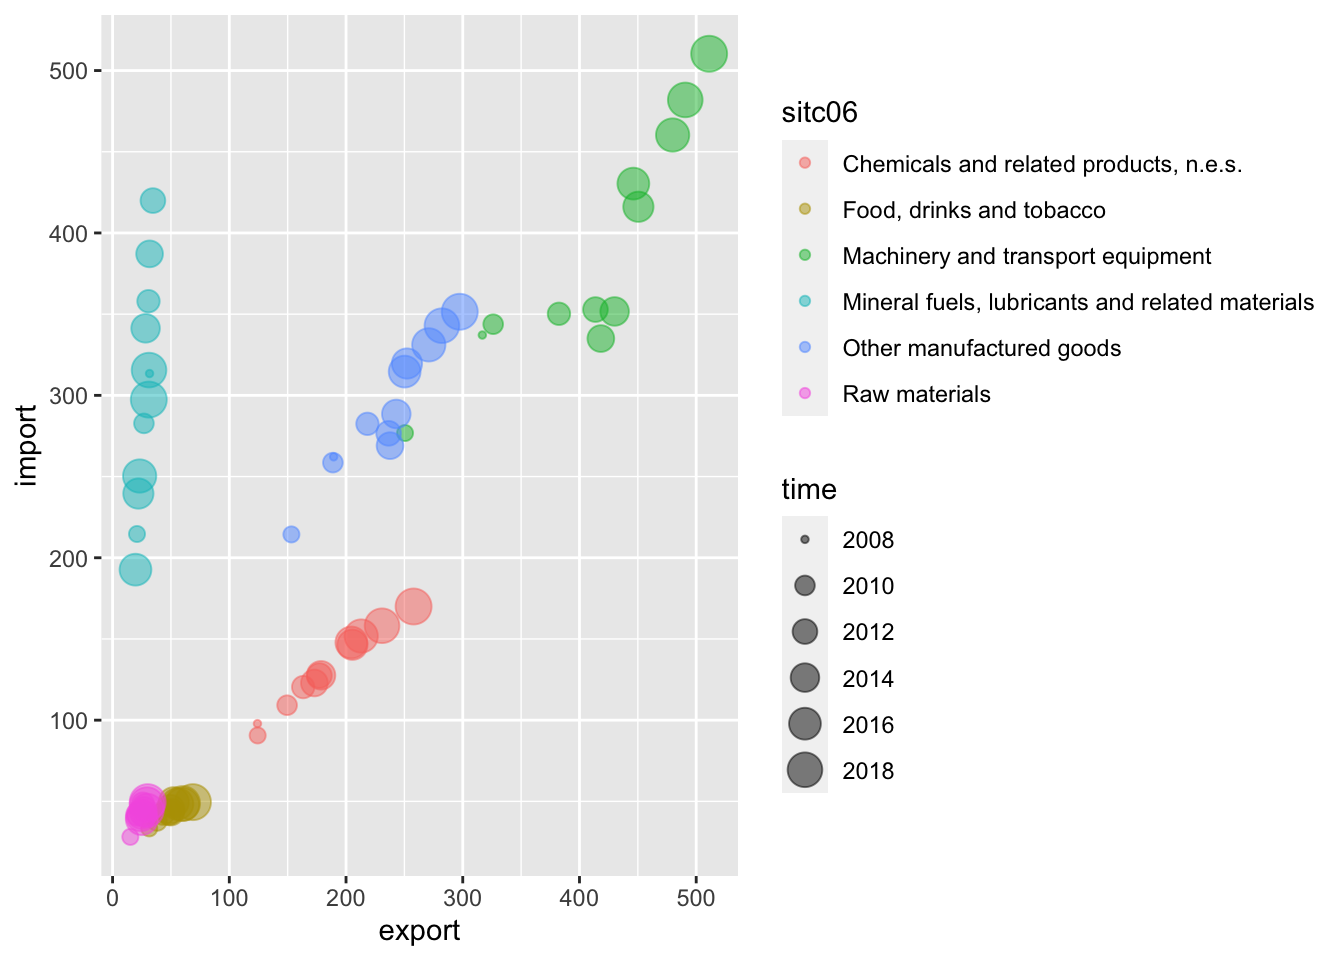 500
400
300
200
100
import
0 100 200 300 400 500
export
sitc06
Chemicals and related products, n.e.s.
Food, drinks and tobacco
Machinery and transport equipment
Mineral fuels, lubricants and related materials
Other manufactured goods
Raw materials
time
2008
2010
2012
2014
2016
2018